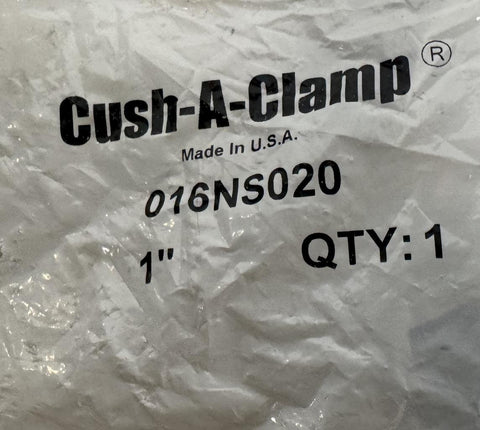 Cush-A-Clamp®
Made In U.S.A.
016NS020
1" QTY: 1